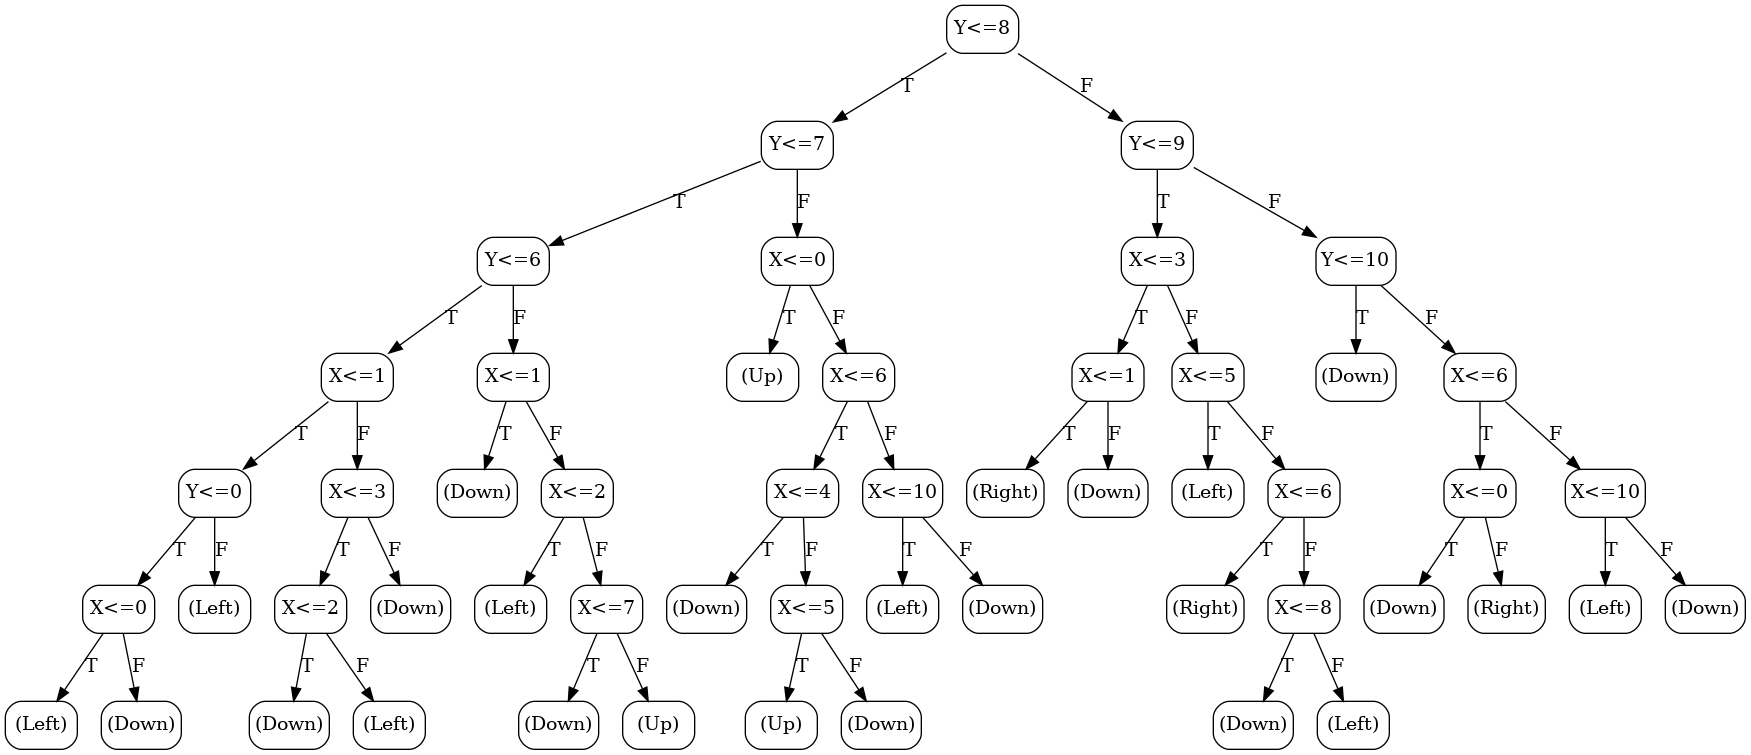 Y<=8
T F
Y<=7 Y<=9
T F T F
Y<=6 X<=0 X<=3 Y<=10
T F T F T F T F
X<=1 X<=1 (Up) X<=6 X<=1 X<=5 (Down) X<=6
T F T F T F T F T F T F
Y<=0 X<=3 (Down) X<=2 X<=4 X<=10 (Right) (Down) (Left) X<=6 X<=0 X<=10
T F T F T F T F T F T F T F T F
X<=0 (Left) X<=2 (Down) (Left) X<=7 (Down) X<=5 (Left) (Down) (Right) X<=8 (Down) (Right) (Left) (Down)
T F T F T F T F T F
(Left) (Down) (Down) (Left) (Down) (Up) (Up) (Down) (Down) (Left)